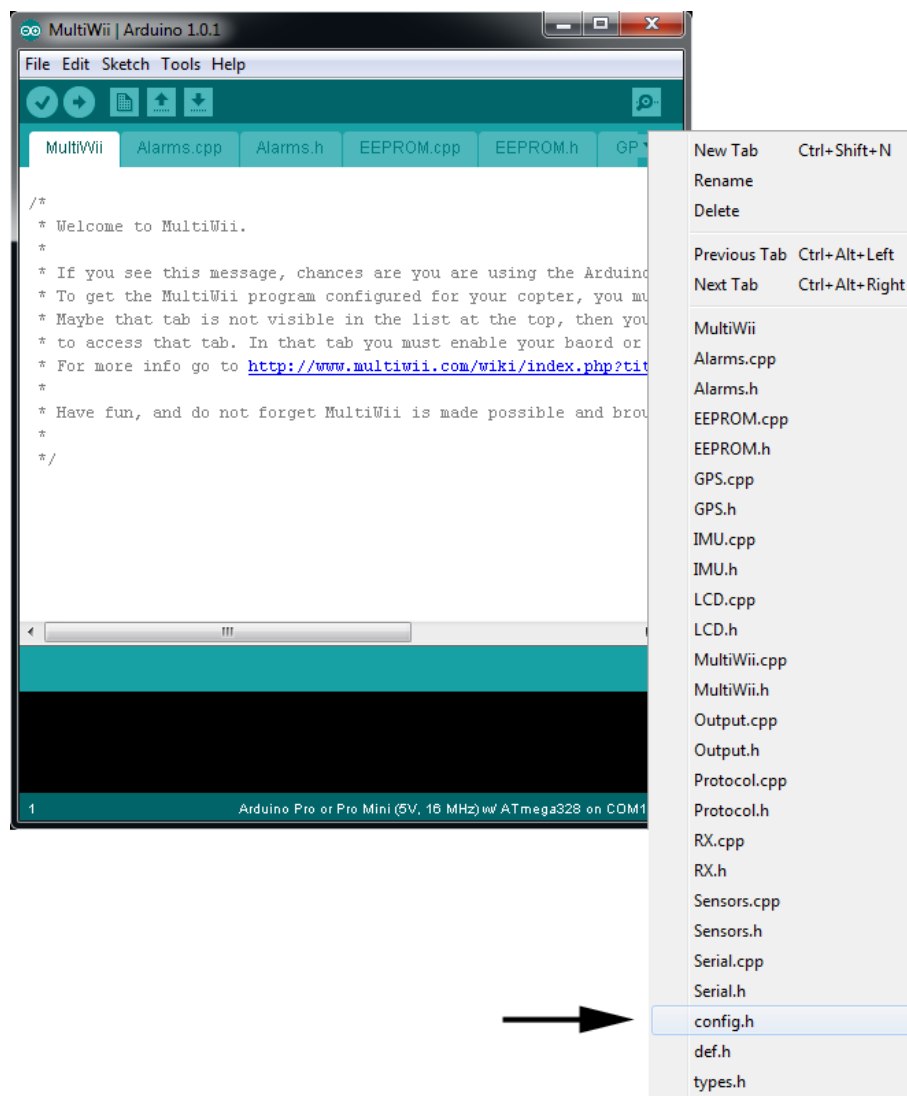 MultiWii | Arduino 1.0.1
File Edit Sketch Tools Help
MultiWii Alarms.cpp Alarms.h EEPROM.cpp EEPROM.h GP
/*
* Welcome to MultiWii.
*
* If you see this message, chances are you are using the Arduino
* To get the MultiWii program configured for your copter, you mu
* Maybe that tab is not visible in the list at the top, then you
* to access that tab. In that tab you must enable your baord or
* For more info go to http://www.multiwii.com/wiki/index.php?tit
*
* Have fun, and do not forget MultiWii is made possible and brou
*
*/
1 Arduino Pro or Pro Mini (5V, 16 MHz) w/ ATmega328 on COM1
New Tab Ctrl+Shift+N
Rename
Delete
Previous Tab Ctrl+Alt+Left
Next Tab Ctrl+Alt+Right
MultiWii
Alarms.cpp
Alarms.h
EEPROM.cpp
EEPROM.h
GPS.cpp
GPS.h
IMU.cpp
IMU.h
LCD.cpp
LCD.h
MultiWii.cpp
MultiWii.h
Output.cpp
Output.h
Protocol.cpp
Protocol.h
RX.cpp
RX.h
Sensors.cpp
Sensors.h
Serial.cpp
Serial.h
config.h
def.h
types.h